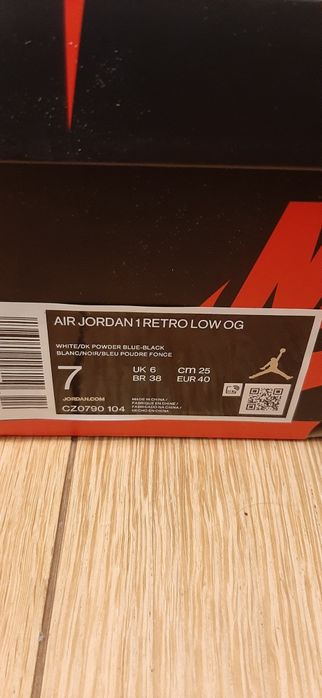 AIR JORDAN 1 RETRO LOW OG
WHITE/DK POWDER BLUE-BLACK
BLANC/NOIR/BLEU POUDRE FONCE
7 UK 6 cm 25
BR 38 EUR 40
JORDAN.COM
CZ0790 104
MADE IN CHINA /
FABRIQUE EN CHINE /
FABRICADO EN CHINA /
HECHO EN CHINA